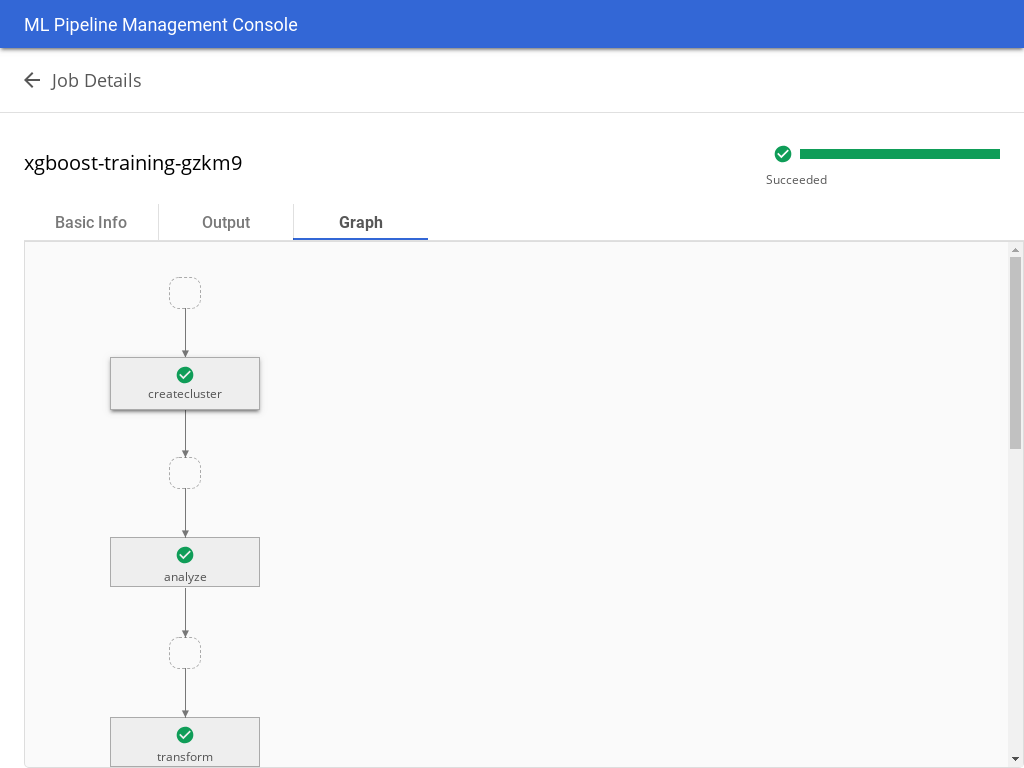 ML Pipeline Management Console
Job Details
xgboost-training-gzkm9
Succeeded
Basic Info
Output
Graph
createcluster
analyze
transform